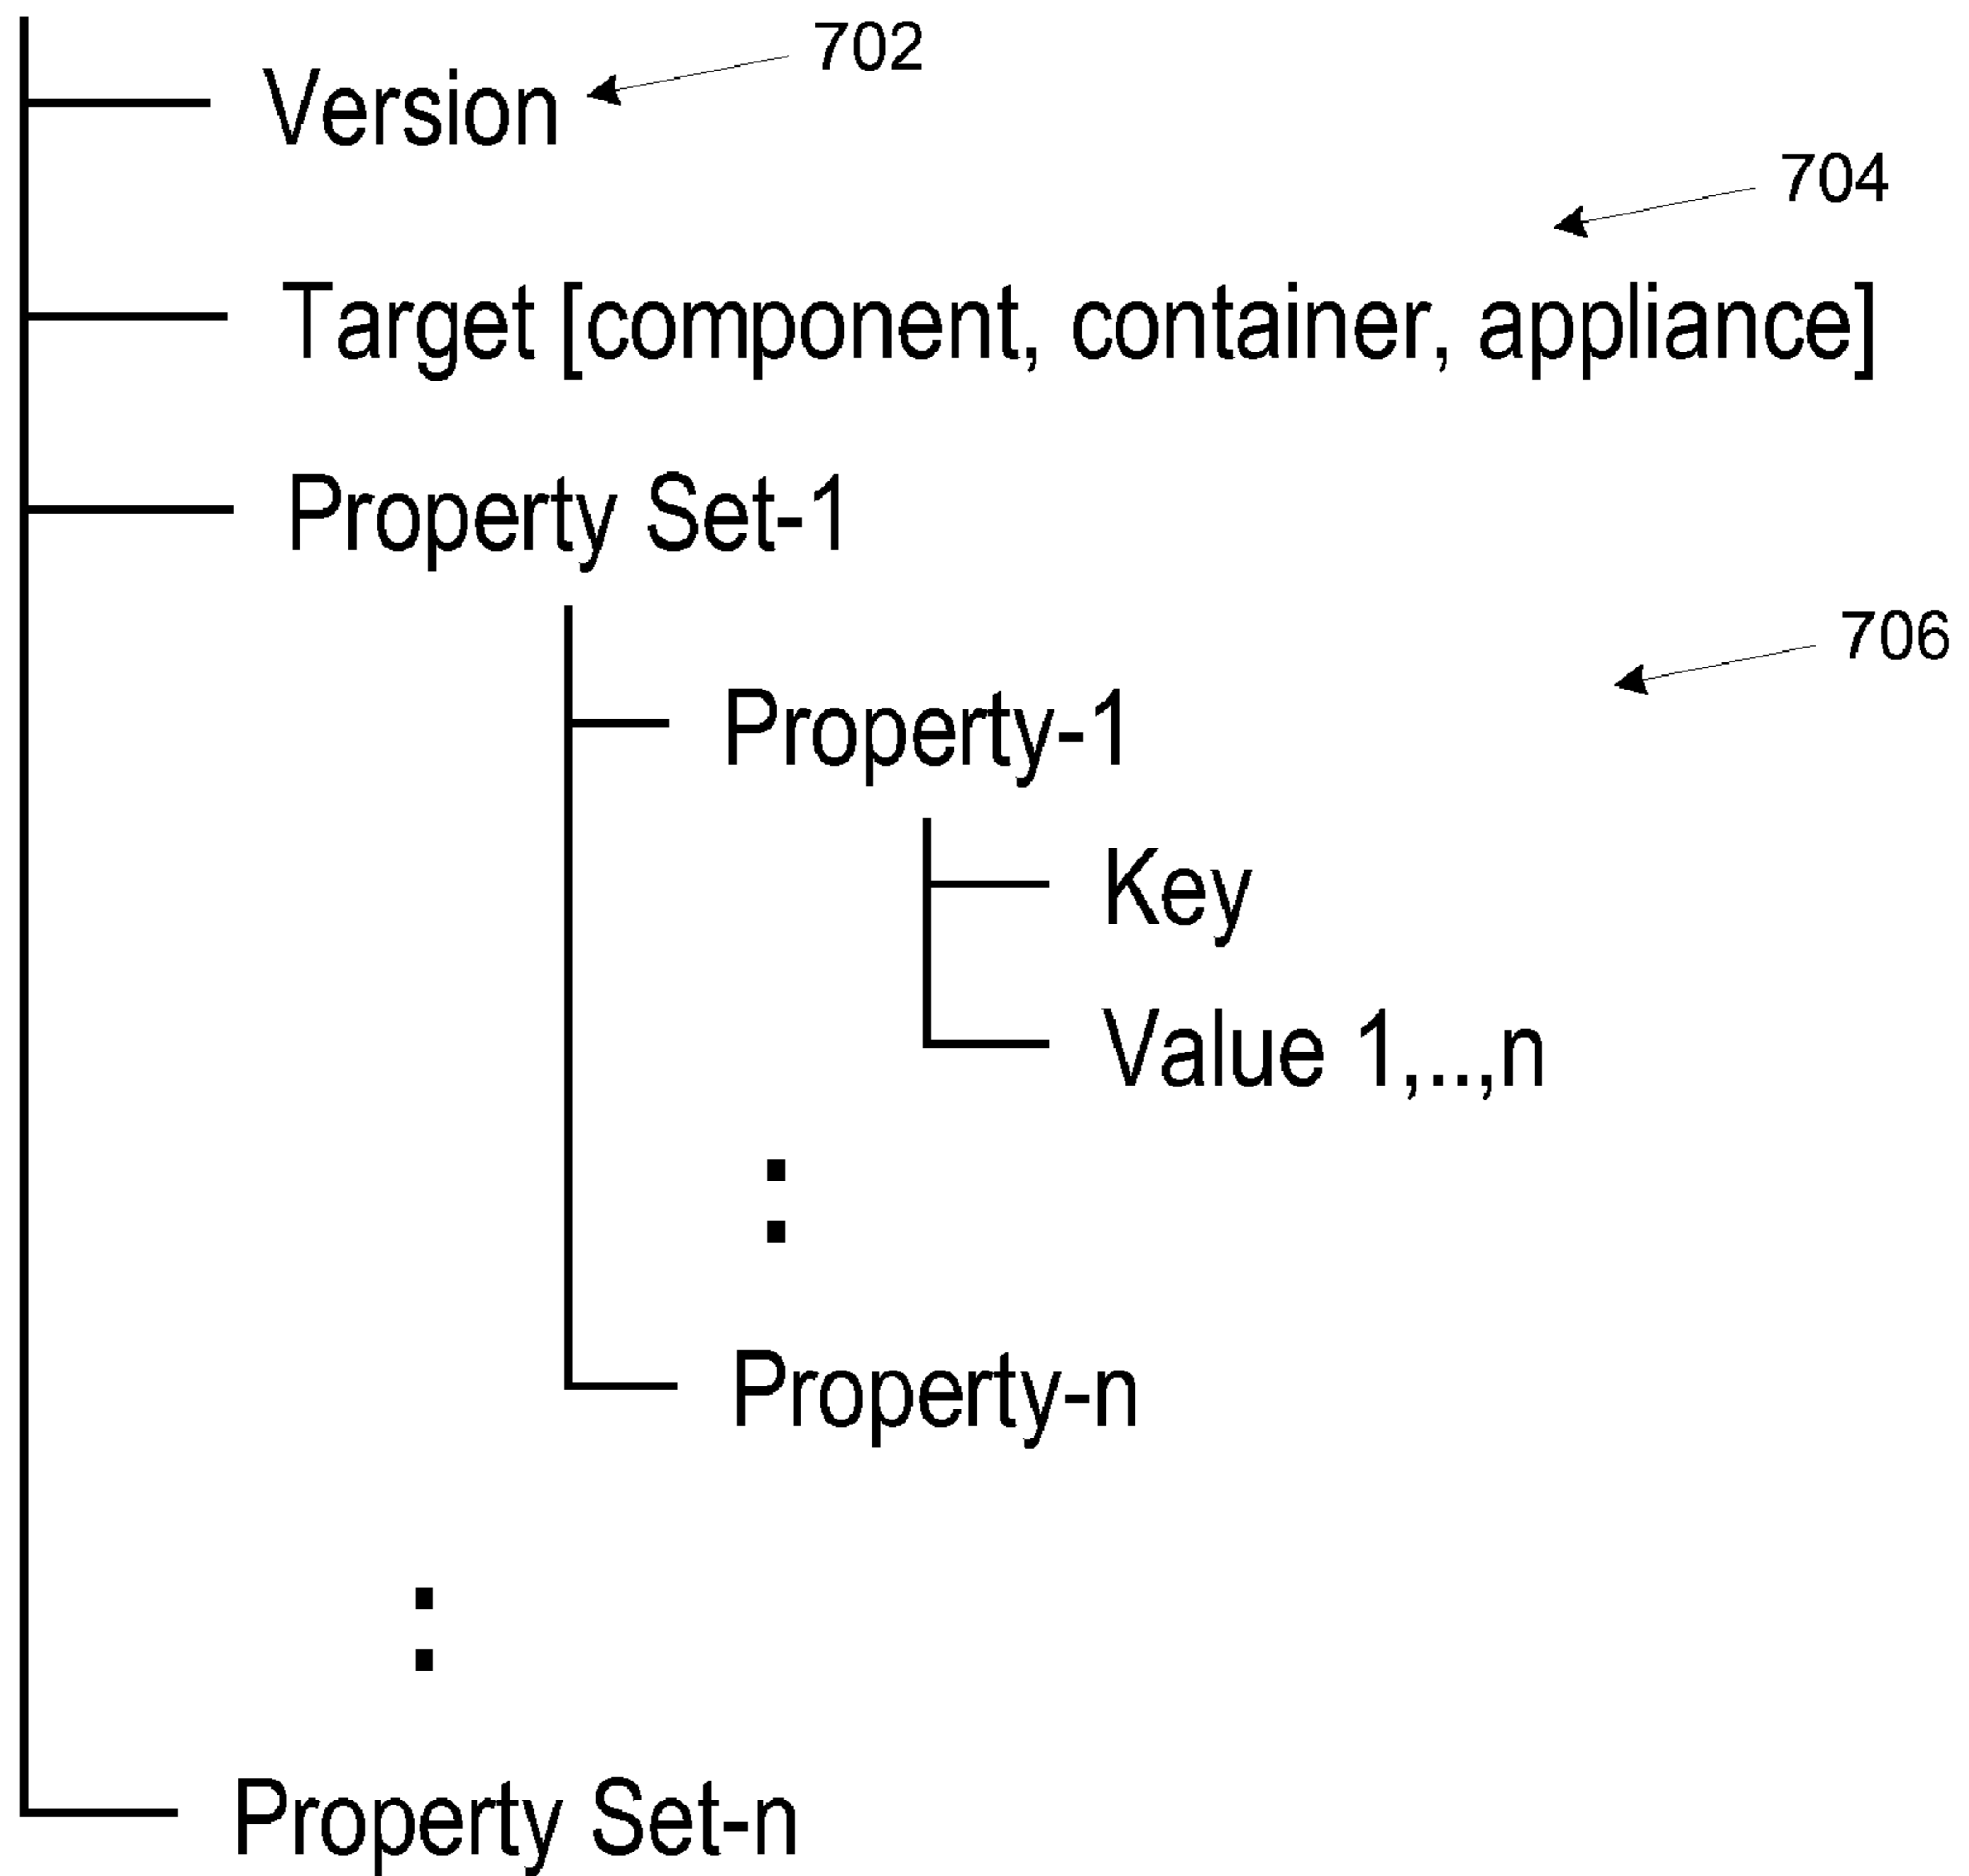 702
Version
704
Target [component, container, appliance]
Property Set-1
706
Property-1
Key
Value 1,..,n
:
Property-n
:
Property Set-n